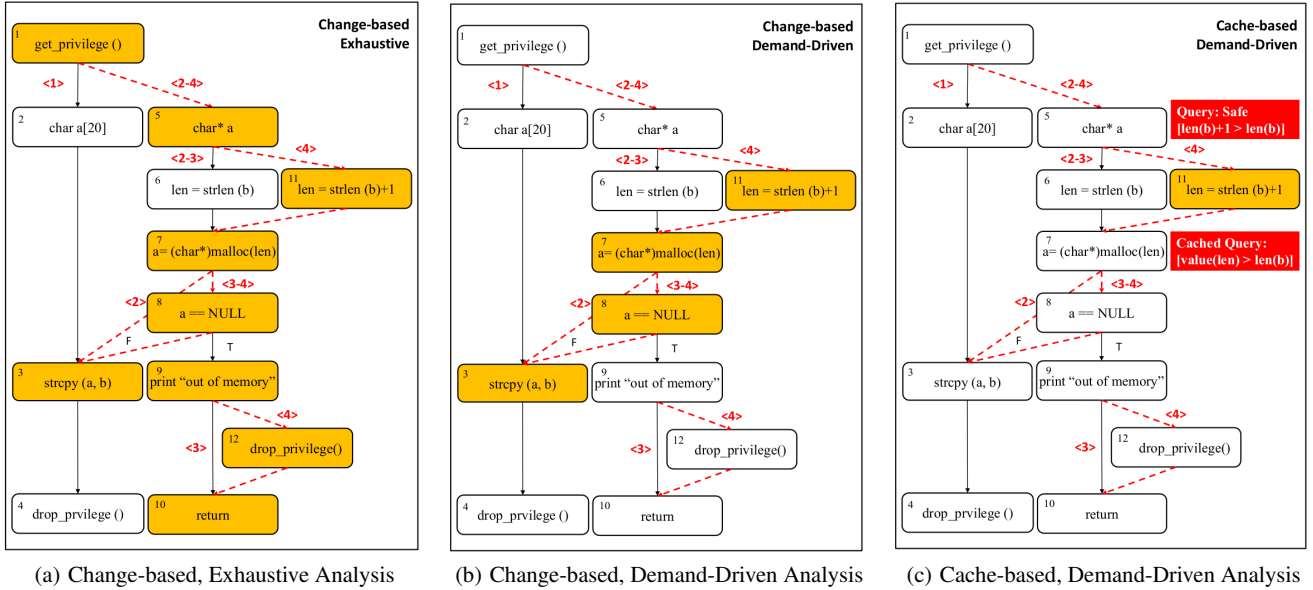 Change-based
Exhaustive
1
get_privilege ()
<1>
<2-4>
2
char a[20]
5
char* a
<2-3>
<4>
6
len = strlen (b)
11
len = strlen (b)+1
7
a= (char*)malloc(len)
<2>
<3-4>
8
a == NULL
F
T
3
strcpy (a, b)
9
print “out of memory”
<4>
<3>
12
drop_privilege()
4
drop_prvilege ()
10
return
(a) Change-based, Exhaustive Analysis
Change-based
Demand-Driven
1
get_privilege ()
<1>
<2-4>
2
char a[20]
5
char* a
<2-3>
<4>
6
len = strlen (b)
11
len = strlen (b)+1
7
a= (char*)malloc(len)
<2>
<3-4>
8
a == NULL
F
T
3
strcpy (a, b)
9
print “out of memory”
<4>
<3>
12
drop_privilege()
4
drop_prvilege ()
10
return
(b) Change-based, Demand-Driven Analysis
Cache-based
Demand-Driven
1
get_privilege ()
<1>
<2-4>
2
char a[20]
5
char* a
Query: Safe
[len(b)+1 > len(b)]
<2-3>
<4>
6
len = strlen (b)
11
len = strlen (b)+1
7
a= (char*)malloc(len)
Cached Query:
[value(len) > len(b)]
<2>
<3-4>
8
a == NULL
F
T
3
strcpy (a, b)
9
print “out of memory”
<4>
<3>
12
drop_privilege()
4
drop_prvilege ()
10
return
(c) Cache-based, Demand-Driven Analysis